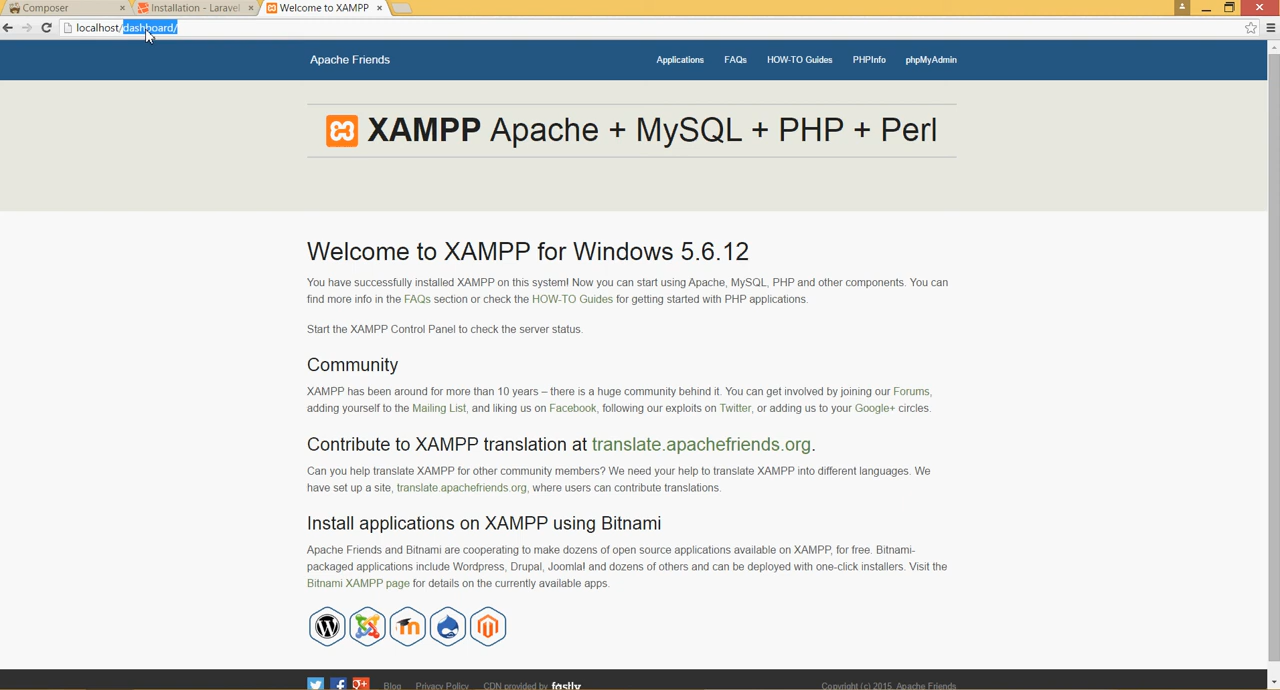 Composer
Installation - Laravel
Welcome to XAMPP
localhost/dashboard/
Apache Friends
Applications
FAQs
HOW-TO Guides
PHPInfo
phpMyAdmin
XAMPP Apache + MySQL + PHP + Perl
Welcome to XAMPP for Windows 5.6.12
You have successfully installed XAMPP on this system! Now you can start using Apache, MySQL, PHP and other components. You can
find more info in the FAQs section or check the HOW-TO Guides for getting started with PHP applications.
Start the XAMPP Control Panel to check the server status.
Community
XAMPP has been around for more than 10 years – there is a huge community behind it. You can get involved by joining our Forums,
adding yourself to the Mailing List, and liking us on Facebook, following our exploits on Twitter, or adding us to your Google+ circles.
Contribute to XAMPP translation at translate.apachefriends.org.
Can you help translate XAMPP for other community members? We need your help to translate XAMPP into different languages. We
have set up a site, translate.apachefriends.org, where users can contribute translations.
Install applications on XAMPP using Bitnami
Apache Friends and Bitnami are cooperating to make dozens of open source applications available on XAMPP, for free. Bitnami-
packaged applications include Wordpress, Drupal, Joomla! and dozens of others and can be deployed with one-click installers. Visit the
Bitnami XAMPP page for details on the currently available apps.
Blog
Privacy Policy
CDN provided by fastly
Copyright (c) 2015, Apache Friends